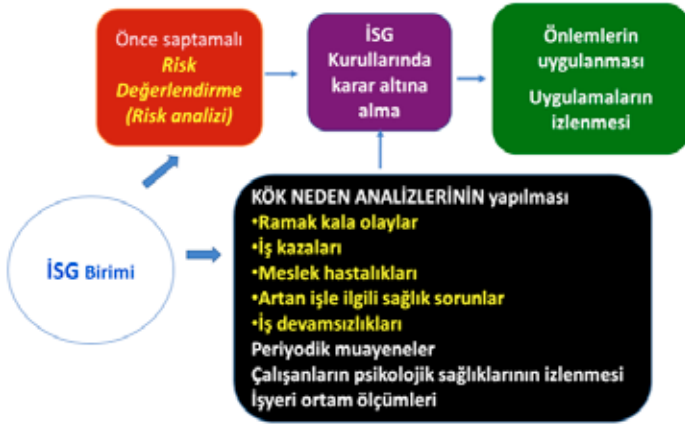 Önce saptamalı
Risk
Değerlendirme
(Risk analizi)
İSG
Kurullarında
karar altına
alma
Önlemlerin
uygulanması
Uygulamaların
izlenmesi
İSG Birimi
KÖK NEDEN ANALİZLERİNİN yapılması
•Ramak kala olaylar
•İş kazaları
•Meslek hastalıkları
•Artan işle ilgili sağlık sorunlar
•İş devamsızlıkları
Periyodik muayeneler
Çalışanların psikolojik sağlıklarının izlenmesi
İşyeri ortam ölçümleri